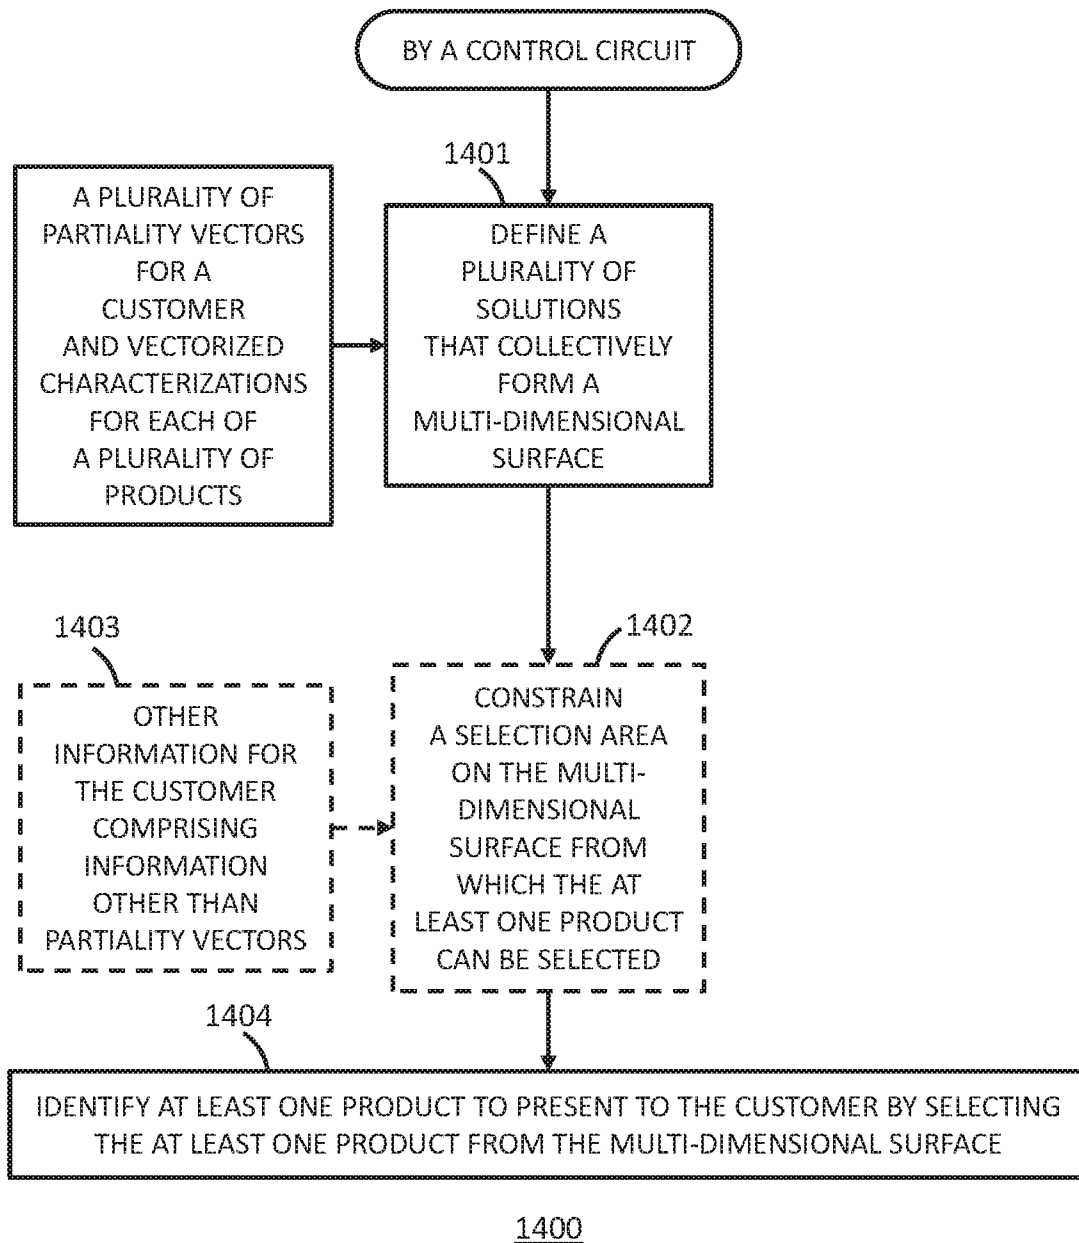 BY A CONTROL CIRCUIT
1401
A PLURALITY OF
PARTIALITY VECTORS
FOR A
CUSTOMER
AND VECTORIZED
CHARACTERIZATIONS
FOR EACH OF
A PLURALITY OF
PRODUCTS
DEFINE A
PLURALITY OF
SOLUTIONS
THAT COLLECTIVELY
FORM A
MULTI-DIMENSIONAL
SURFACE
1403
OTHER
INFORMATION FOR
THE CUSTOMER
COMPRISING
INFORMATION
OTHER THAN
PARTIALITY VECTORS
1402
CONSTRAIN
A SELECTION AREA
ON THE MULTI-
DIMENSIONAL
SURFACE FROM
WHICH THE AT
LEAST ONE PRODUCT
CAN BE SELECTED
1404
IDENTIFY AT LEAST ONE PRODUCT TO PRESENT TO THE CUSTOMER BY SELECTING
THE AT LEAST ONE PRODUCT FROM THE MULTI-DIMENSIONAL SURFACE
1400